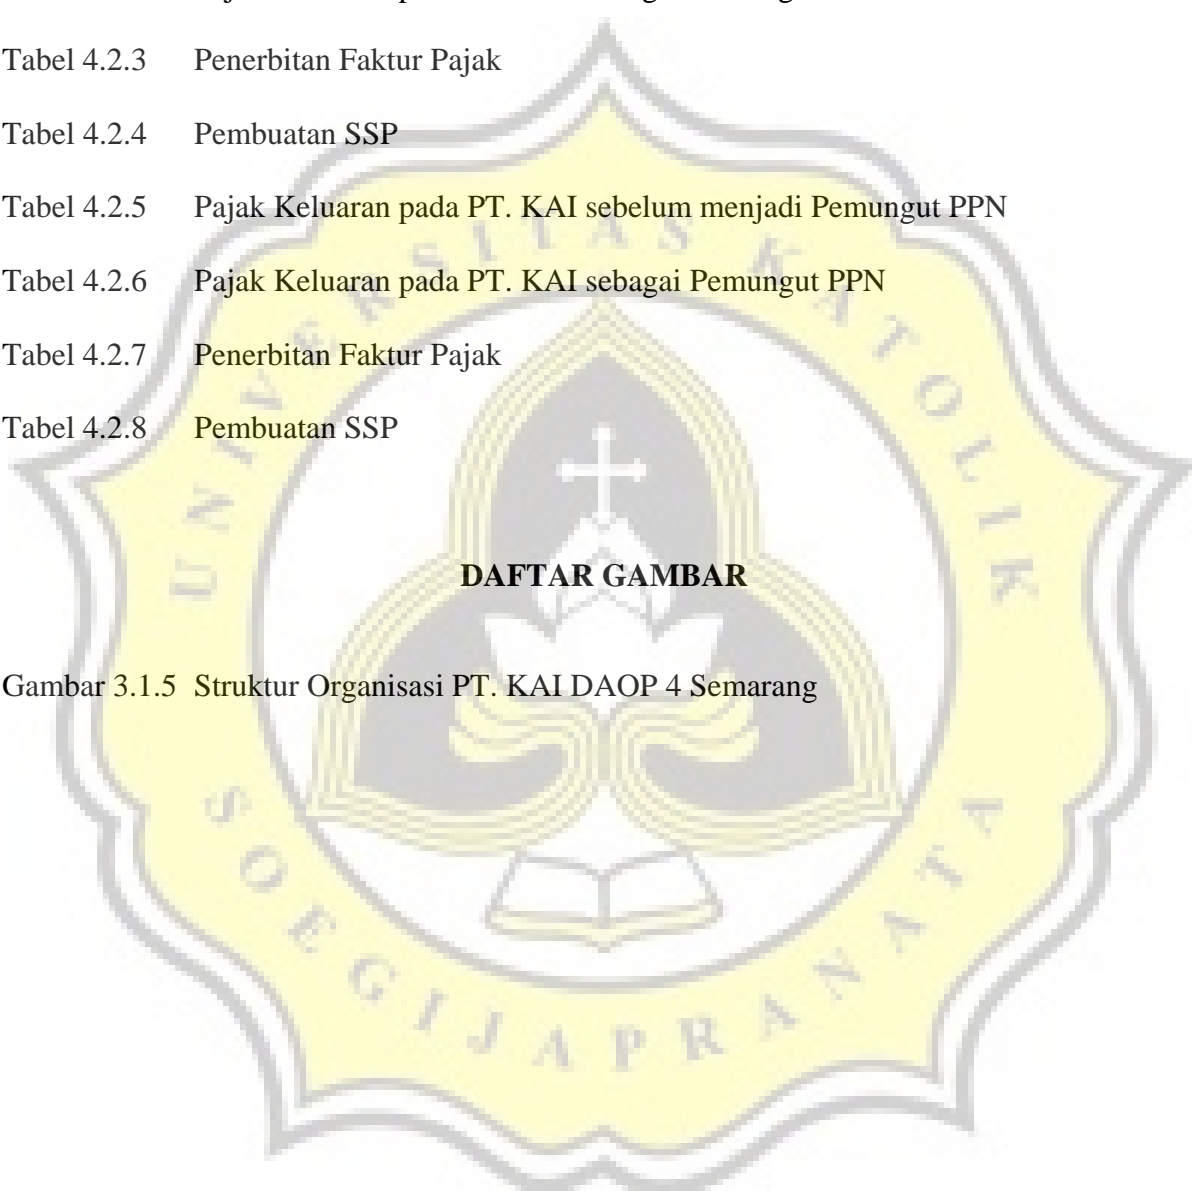 Tabel 4.2.3 Penerbitan Faktur Pajak
Tabel 4.2.4 Pembuatan SSP
Tabel 4.2.5 Pajak Keluaran pada PT. KAI sebelum menjadi Pemungut PPN
Tabel 4.2.6 Pajak Keluaran pada PT. KAI sebagai Pemungut PPN
Tabel 4.2.7 Penerbitan Faktur Pajak
Tabel 4.2.8 Pembuatan SSP
DAFTAR GAMBAR
Gambar 3.1.5 Struktur Organisasi PT. KAI DAOP 4 Semarang
UNIVERSITAS KATOLIK
SOEGIJAPRANATA